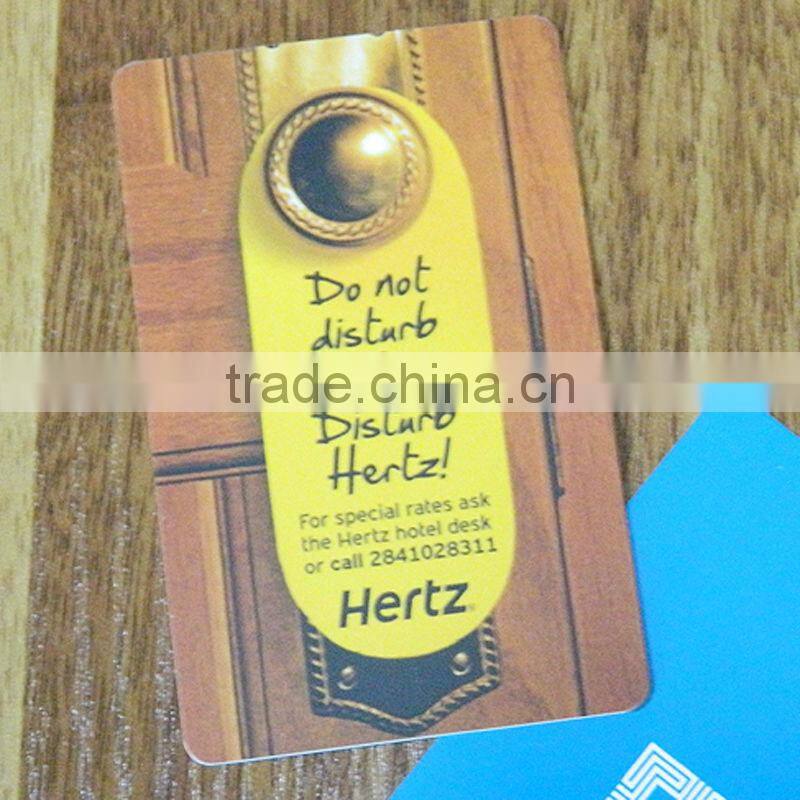 Do not
disturb
trade.ch.cn
Disturb
Hertz!
For special rates ask
the Hertz hotel desk
or call 2841028311
Hertz